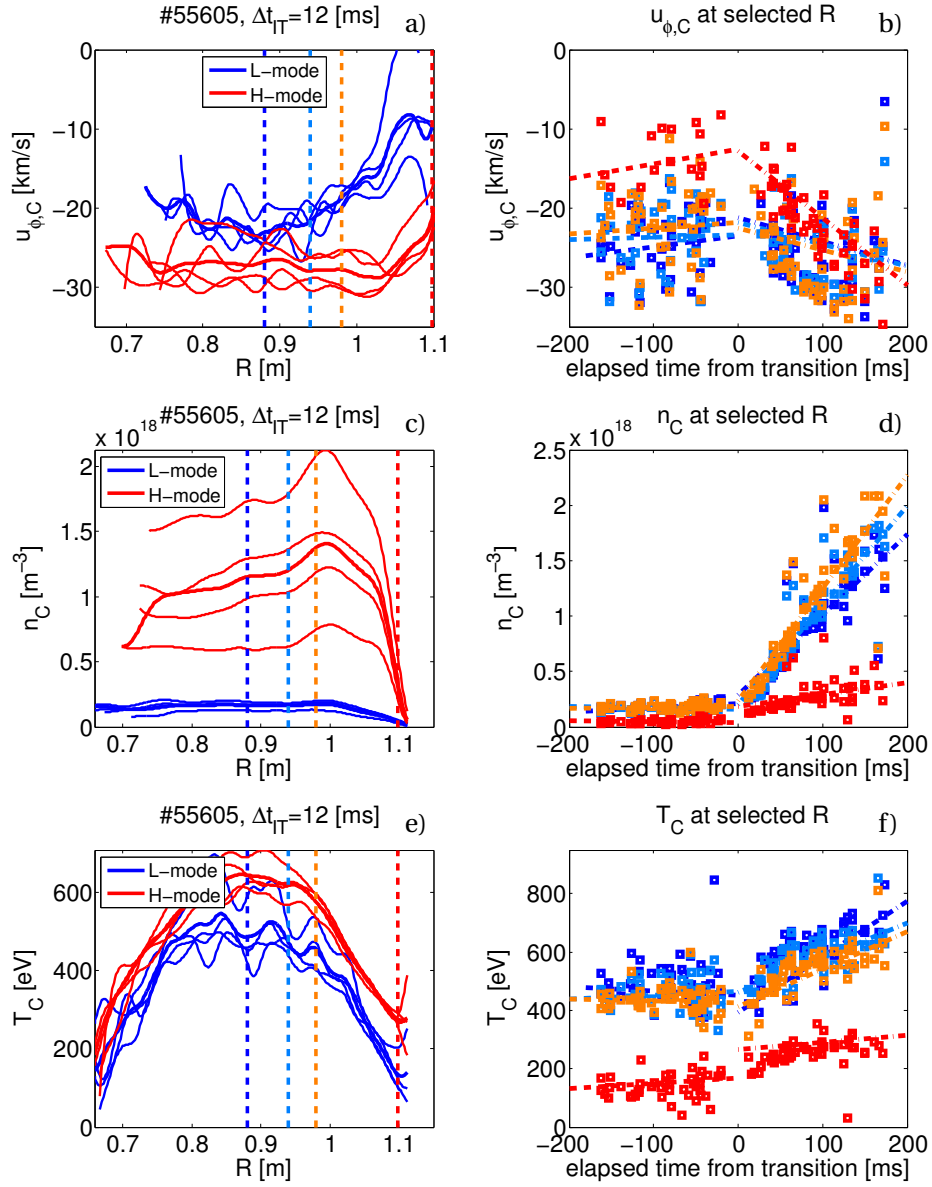 #55605, Δt_IT=12 [ms] a)
u_ϕ,C [km/s]
0
−10
−20
−30
L−mode
H−mode
0.7 0.8 0.9 1 1.1
R [m]
u_ϕ,C at selected R b)
u_ϕ,C [km/s]
0
−10
−20
−30
−200 −100 0 100 200
elapsed time from transition [ms]
#55605, Δt_IT=12 [ms] c)
x 10^18
n_C [m^−3]
2
1.5
1
0.5
0
L−mode
H−mode
0.7 0.8 0.9 1 1.1
R [m]
n_C at selected R d)
x 10^18
n_C [m^−3]
2.5
2
1.5
1
0.5
0
−200 −100 0 100 200
elapsed time from transition [ms]
#55605, Δt_IT=12 [ms] e)
T_C [eV]
600
400
200
0
L−mode
H−mode
0.7 0.8 0.9 1 1.1
R [m]
T_C at selected R f)
T_C [eV]
800
600
400
200
0
−200 −100 0 100 200
elapsed time from transition [ms]